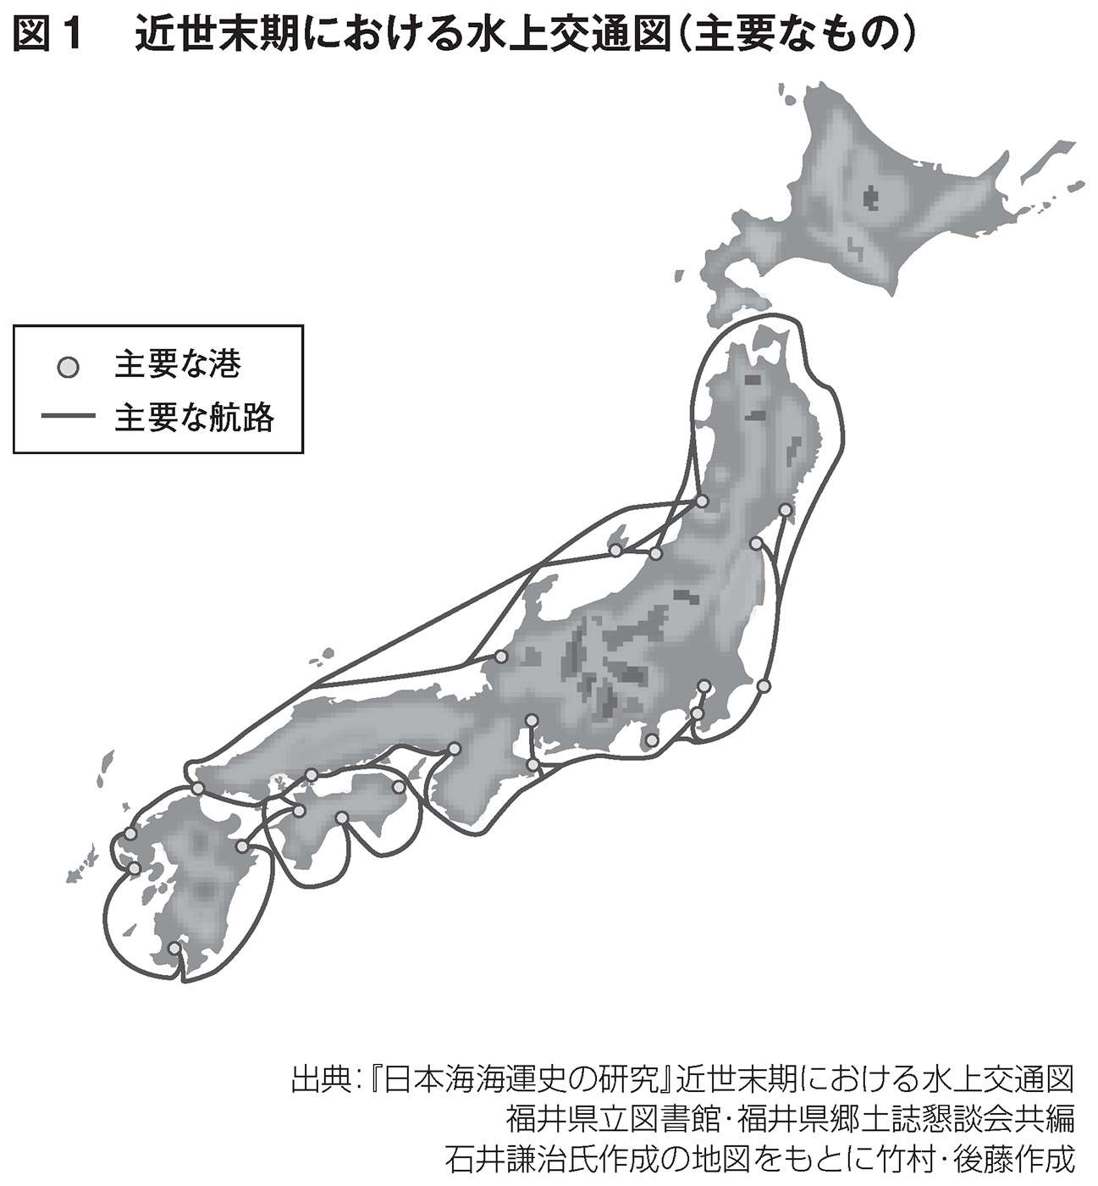 図1 近世末期における水上交通図(主要なもの)
主要な港
主要な航路
出典:『日本海海運史の研究』近世末期における水上交通図
福井県立図書館・福井県郷土誌懇談会共編
石井謙治氏作成の地図をもとに竹村・後藤作成